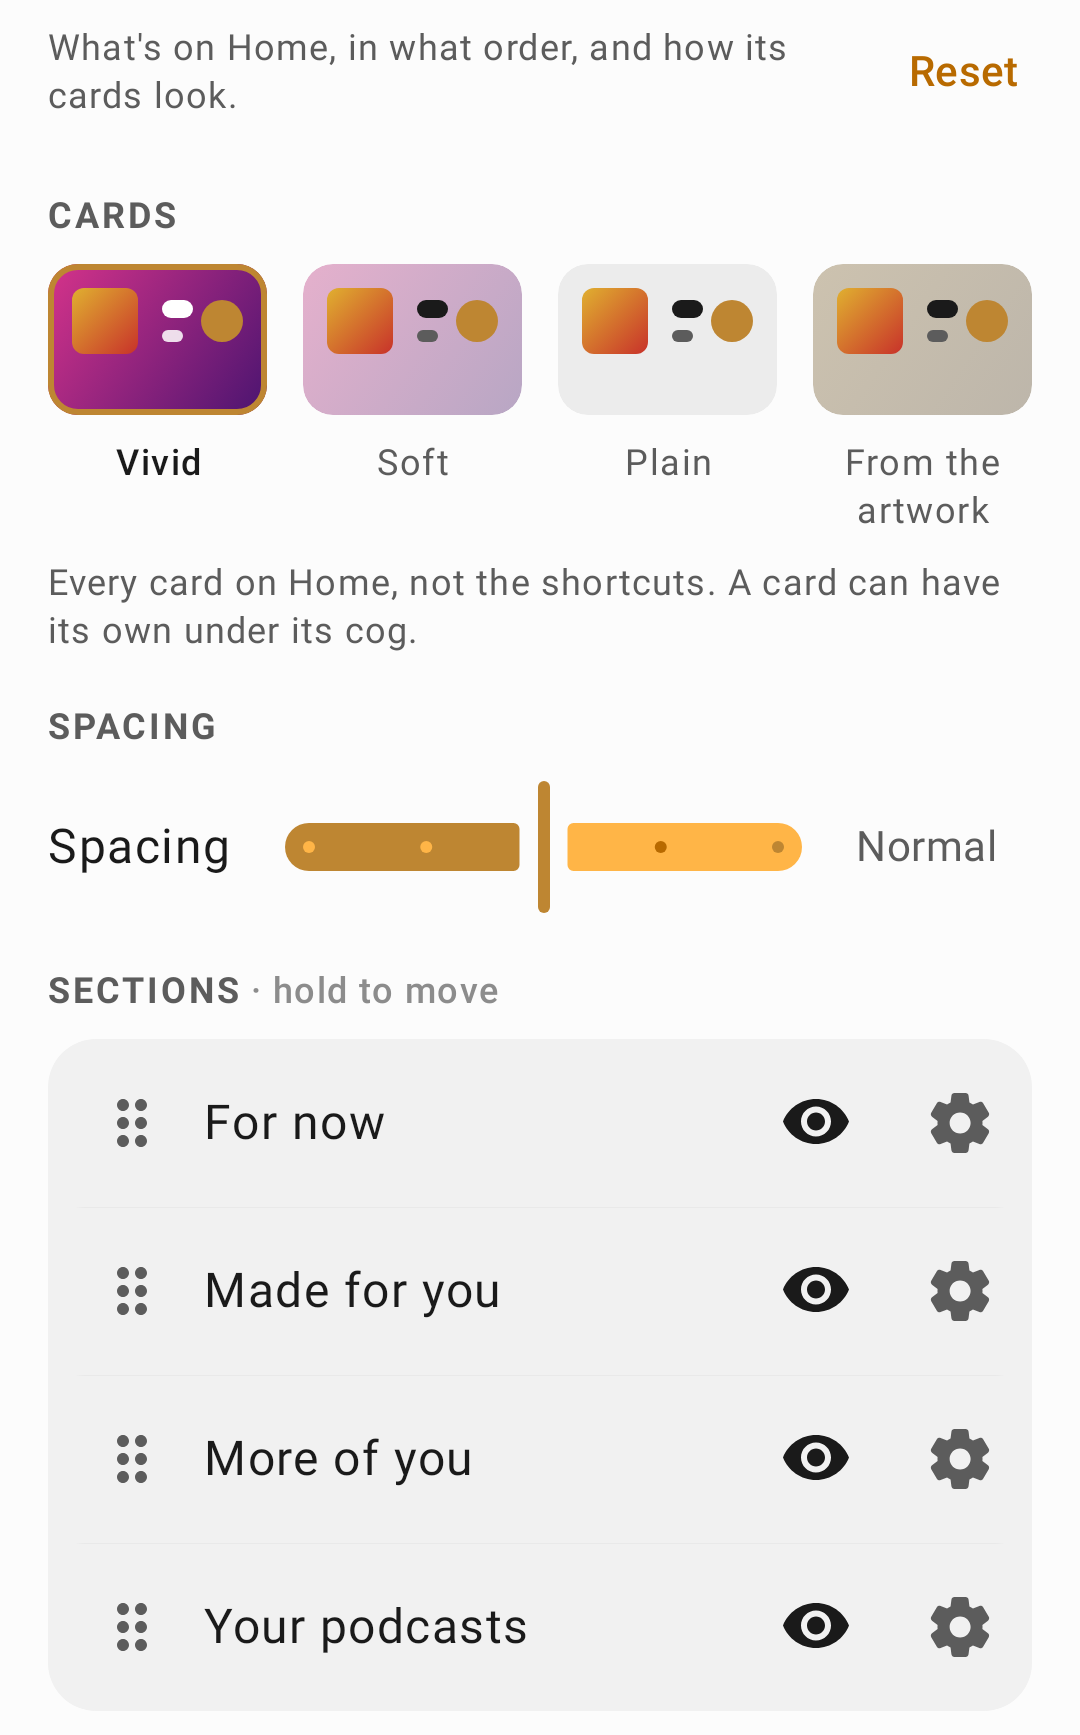 What's on Home, in what order, and how its
cards look.
Reset
CARDS
Vivid
Soft
Plain
From the
artwork
Every card on Home, not the shortcuts. A card can have
its own under its cog.
SPACING
Spacing
Normal
SECTIONS · hold to move
For now
Made for you
More of you
Your podcasts